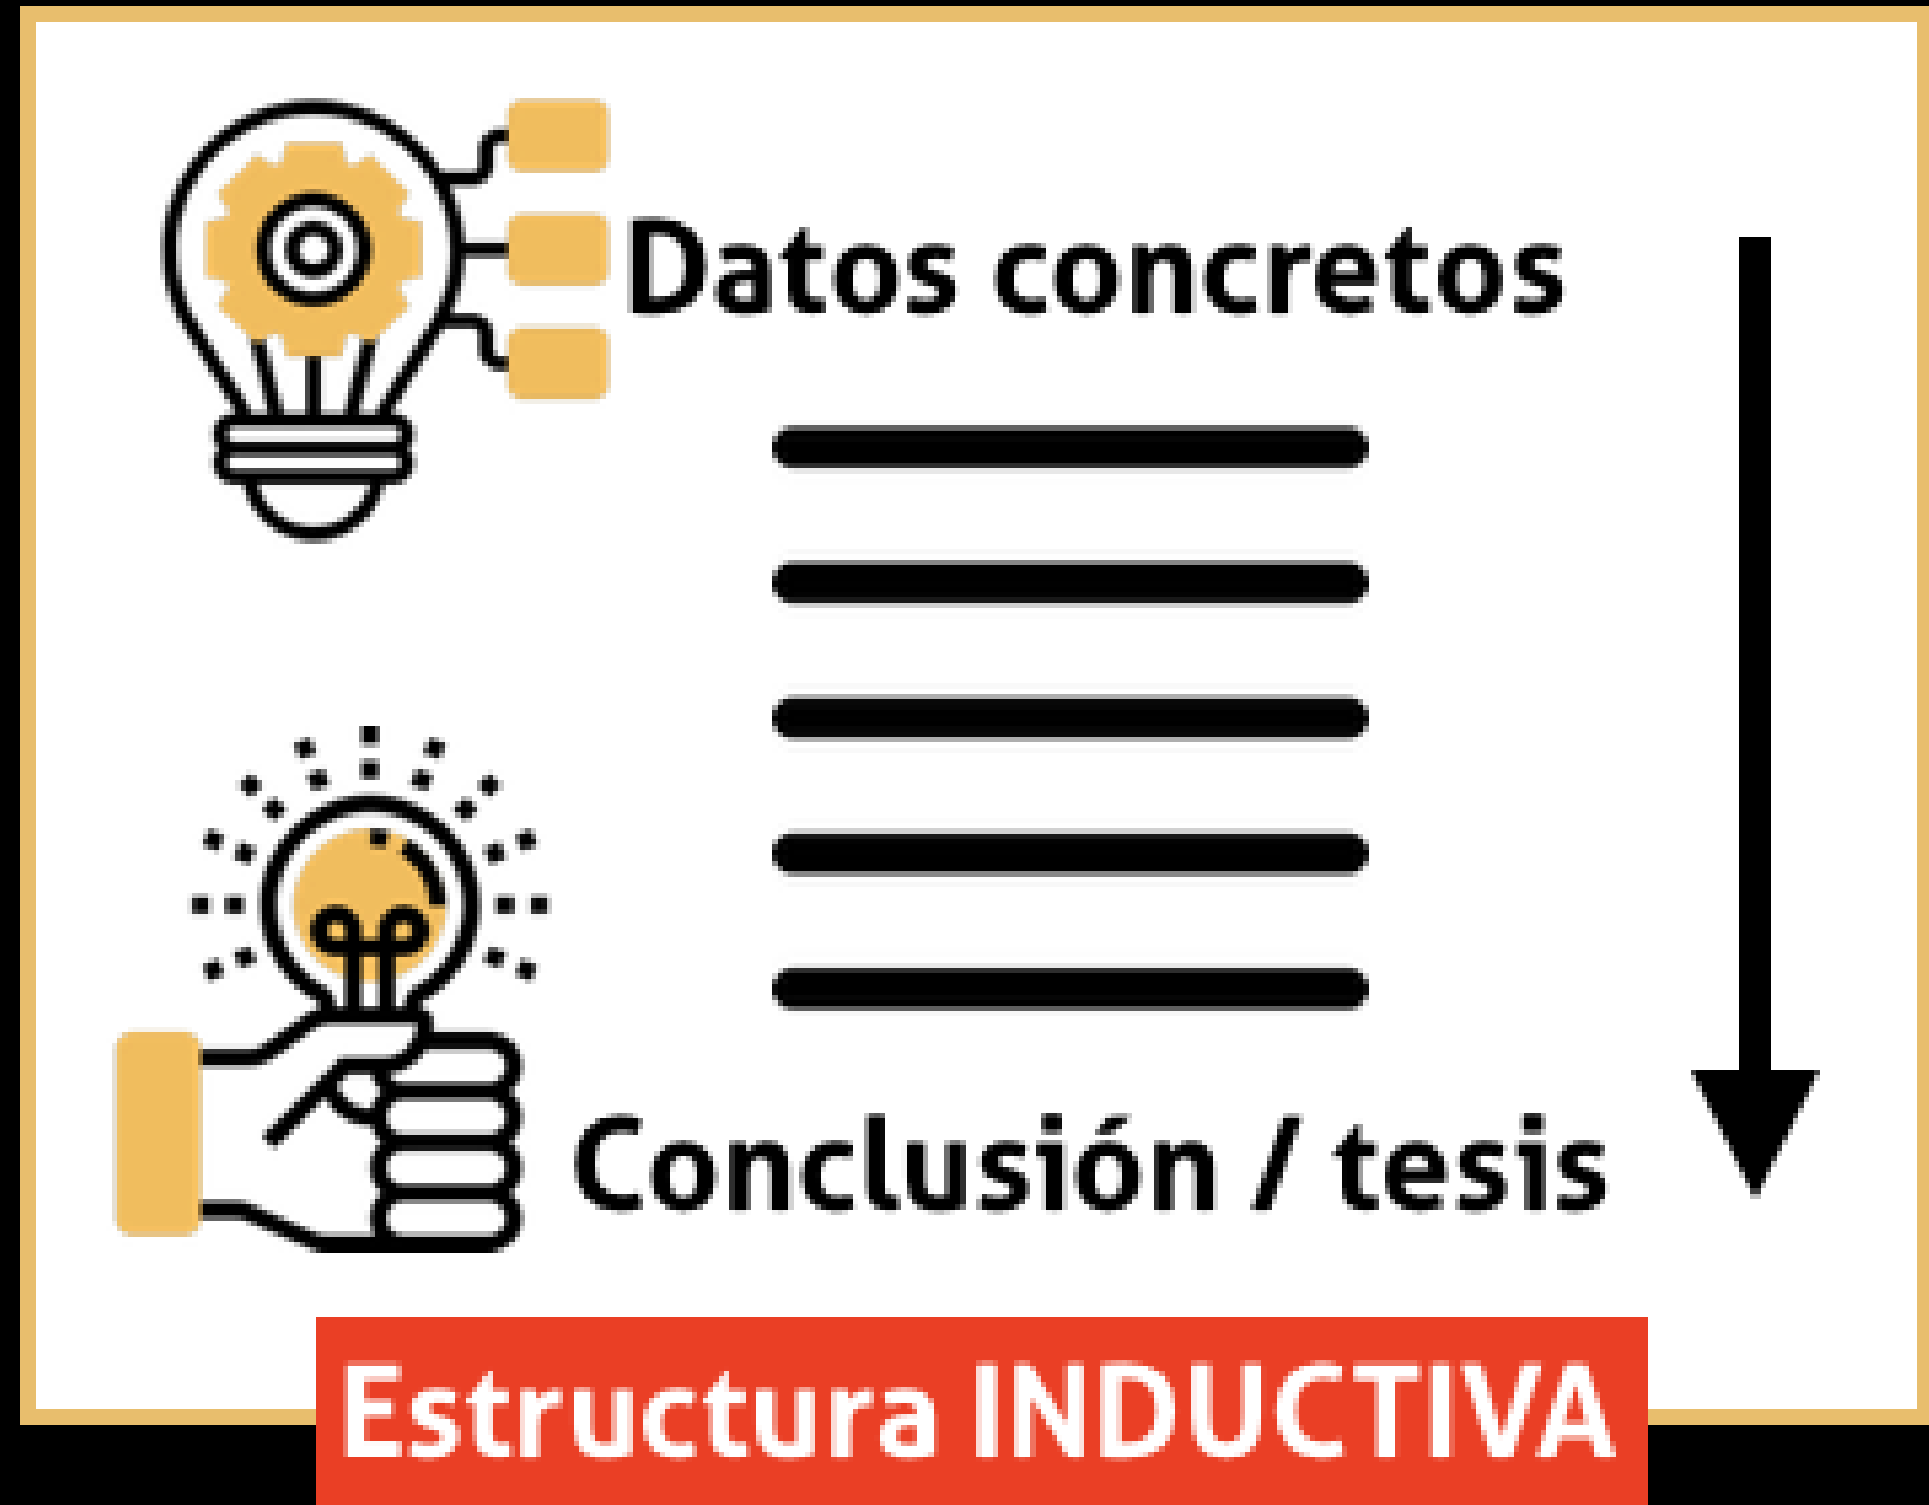 Datos concretos
Conclusión / tesis
Estructura INDUCTIVA